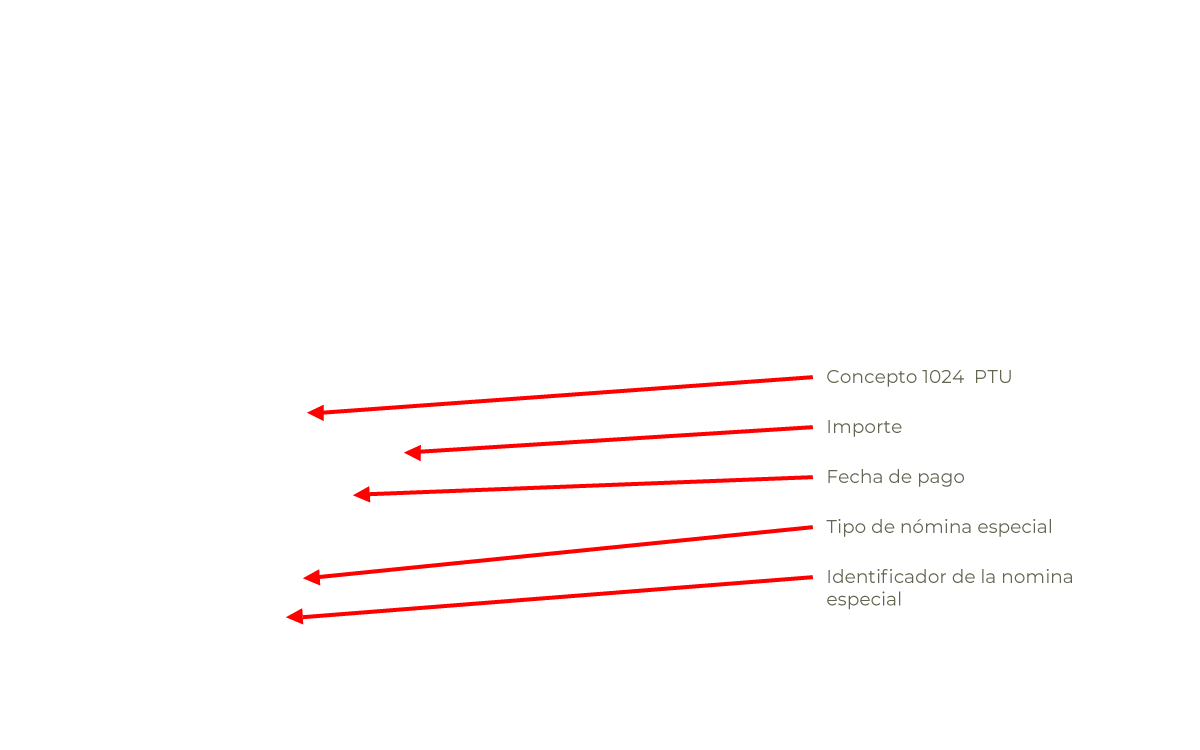 Concepto 1024  PTU
Importe
Fecha de pago
Tipo de nómina especial
Identificador de la nomina
especial